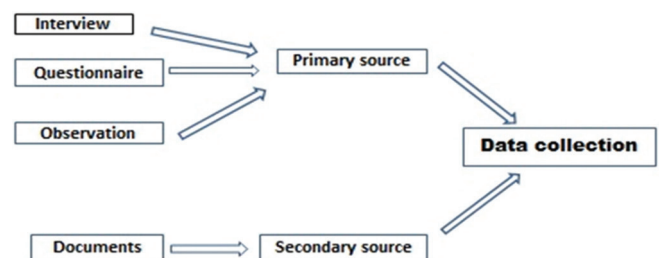 Interview
Questionnaire
Primary source
Observation
Data collection
Documents
Secondary source